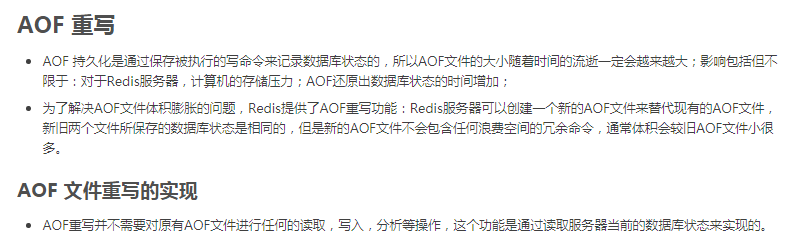 AOF 重写
AOF 持久化是通过保存被执行的写命令来记录数据库状态的，所以AOF文件的大小随着时间的流逝一定会越来越大；影响包括但不
限于：对于Redis服务器，计算机的存储压力；AOF还原出数据库状态的时间增加；
为了解决AOF文件体积膨胀的问题，Redis提供了AOF重写功能：Redis服务器可以创建一个新的AOF文件来替代现有的AOF文件，
新旧两个文件所保存的数据库状态是相同的，但是新的AOF文件不会包含任何浪费空间的冗余命令，通常体积会较旧AOF文件小很
多。
AOF 文件重写的实现
AOF重写并不需要对原有AOF文件进行任何的读取，写入，分析等操作，这个功能是通过读取服务器当前的数据库状态来实现的。